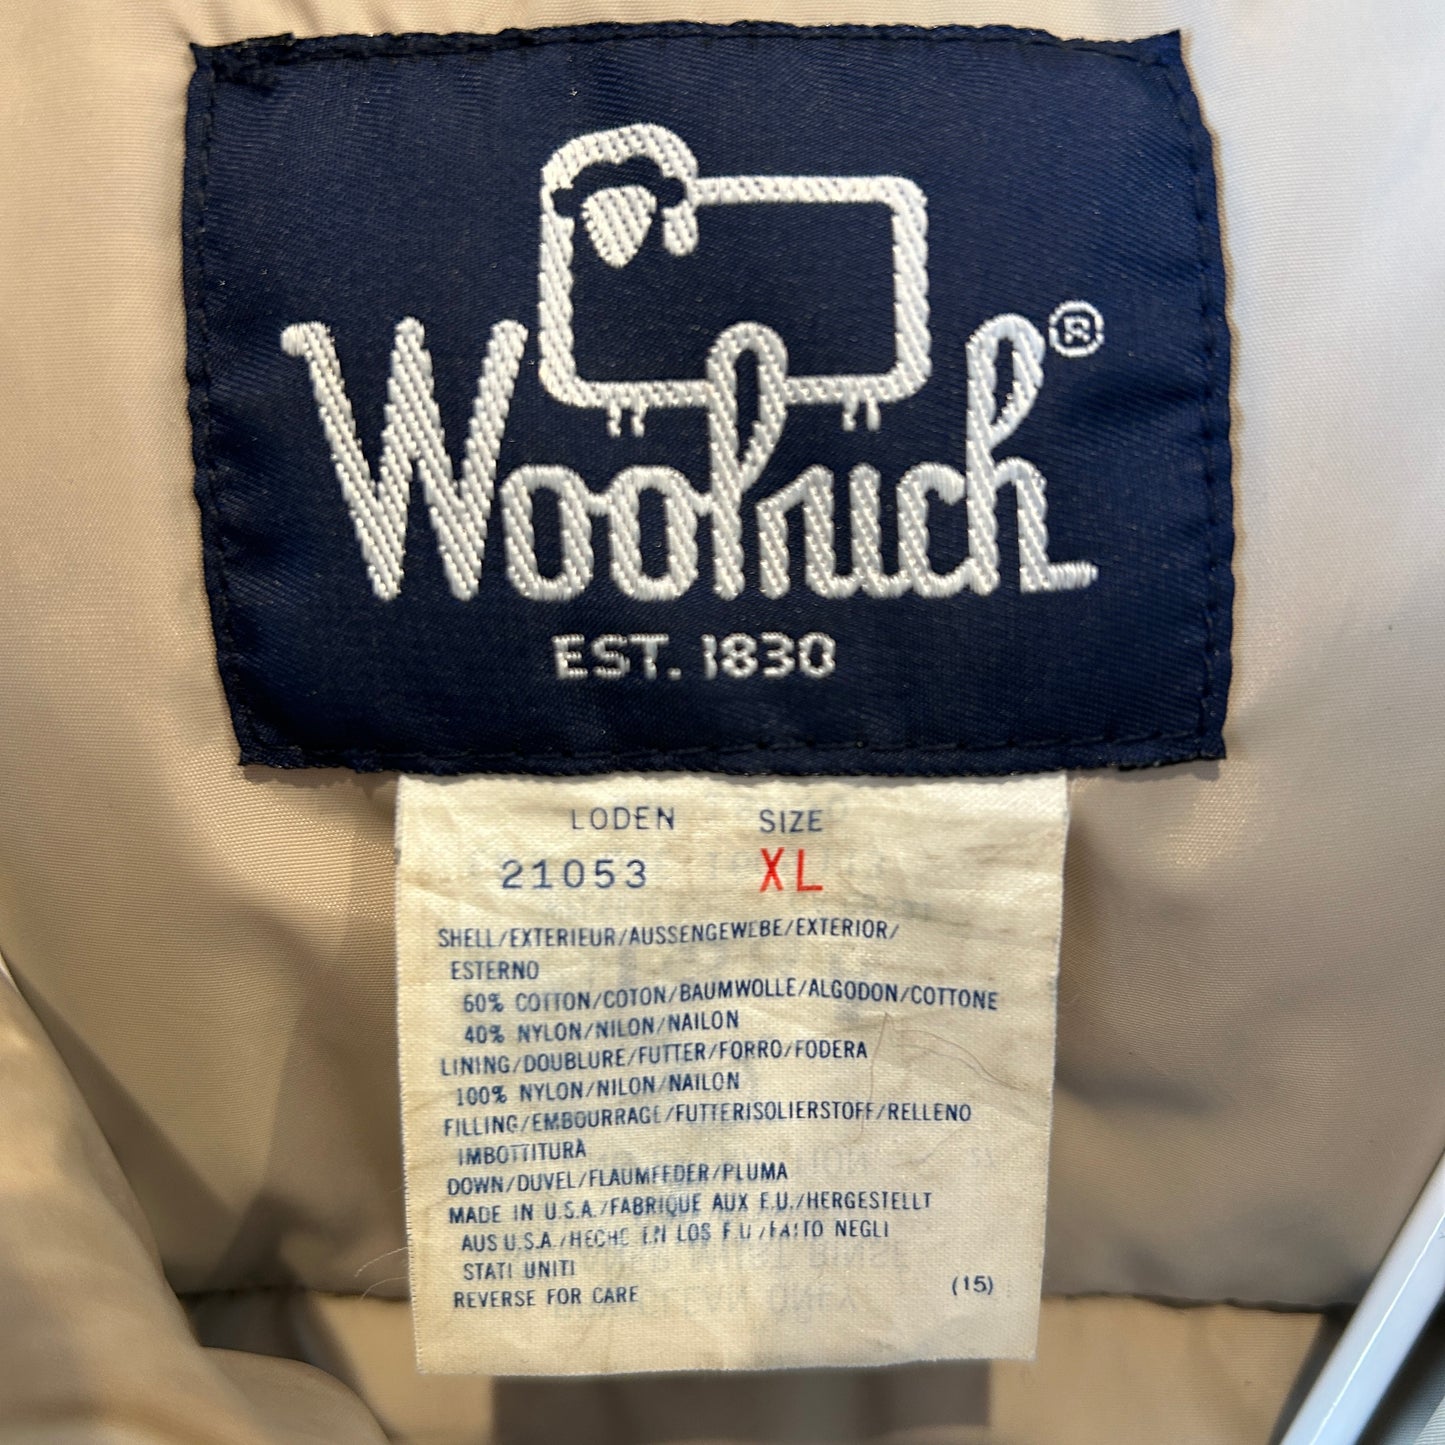 Woolrich®
EST. 1830
LODEN SIZE
21053 XL
SHELL/EXTERIEUR/AUSSENGEWEBE/EXTERIOR/
ESTERNO
60% COTTON/COTON/BAUMWOLLE/ALGODON/COTTONE
40% NYLON/NILON/NAILON
LINING/DOUBLURE/FUTTER/FORRO/FODERA
100% NYLON/NILON/NAILON
FILLING/EMBOURRAGE/FUTTERISOLIERSTOFF/RELLENO
IMBOTTITURA
DOWN/DUVEL/FLAUMFEDER/PLUMA
MADE IN U.S.A./FABRIQUE AUX E.U./HERGESTELLT
AUS U.S.A./HECHO EN LOS E.U./FAITO NEGLI
STATI UNITI
REVERSE FOR CARE (15)